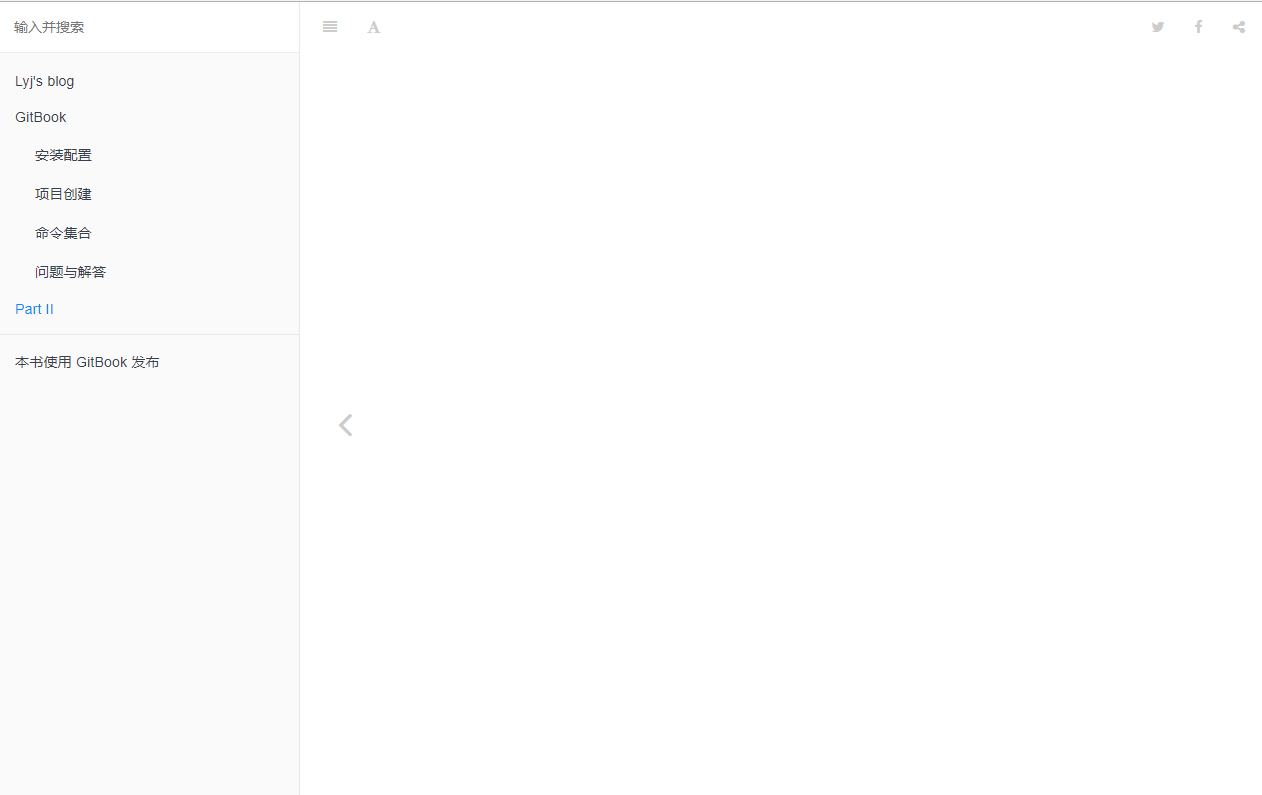 输入并搜索
Lyj's blog
GitBook
安装配置
项目创建
命令集合
问题与解答
Part II
本书使用 GitBook 发布